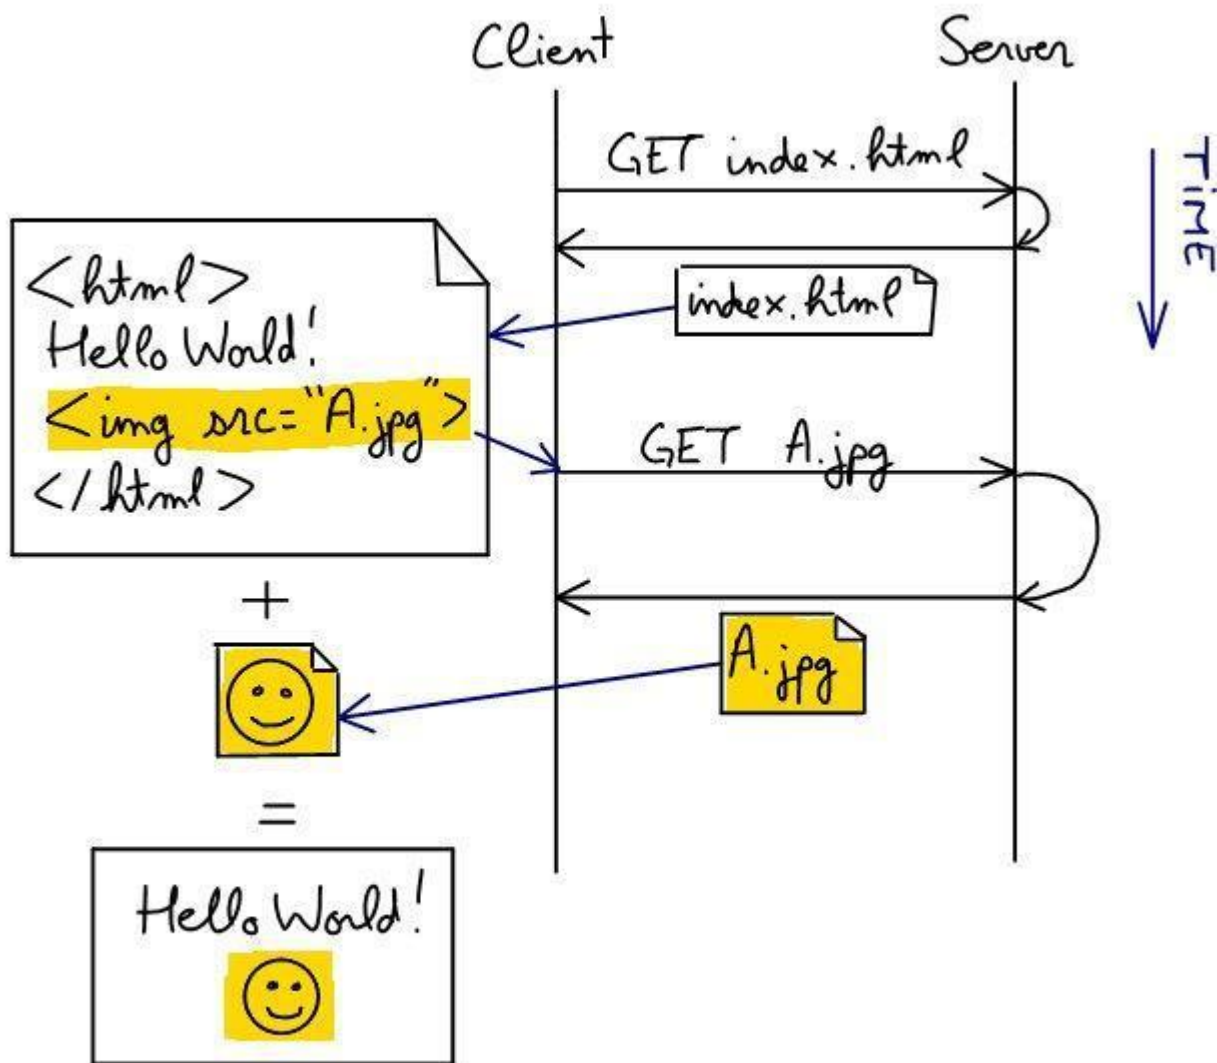 Client
Server
GET index.html
TiME
index.html
<html>
Hello World!
<img src="A.jpg">
</html>
GET A.jpg
+
A.jpg
=
Hello World!